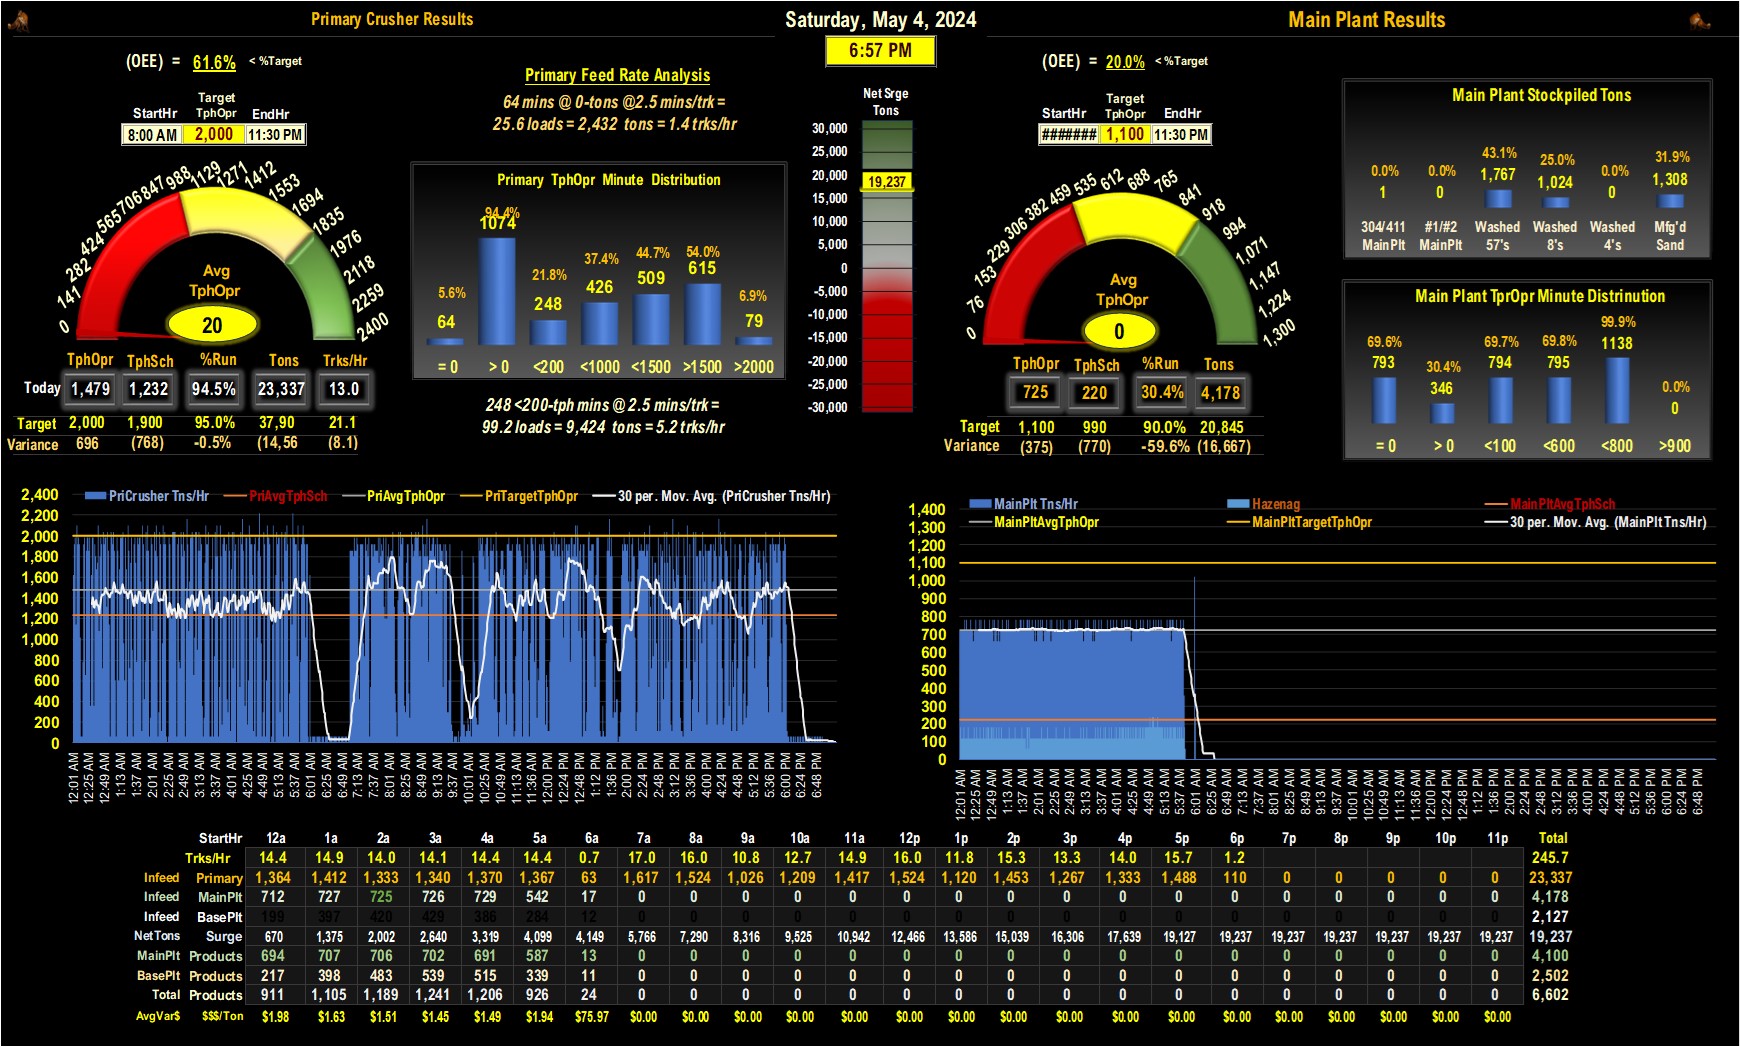 Primary Crusher Results
Saturday, May 4, 2024
Main Plant Results
6:57 PM
(OEE) = 61.6% < %Target
StartHr Target TphOpr EndHr
8:00 AM 2,000 11:30 PM
0 141 282 424 565 706 847 988 1129 1271 1412 1553 1694 1835 1976 2118 2259 2400
Avg
TphOpr
20
TphOpr TphSch %Run Tons Trks/Hr
Today 1,479 1,232 94.5% 23,337 13.0
Target 2,000 1,900 95.0% 37,90 21.1
Variance 696 (768) -0.5% (14,56 (8.1)
Primary Feed Rate Analysis
64 mins @ 0-tons @2.5 mins/trk =
25.6 loads = 2,432 tons = 1.4 trks/hr
Primary TphOpr Minute Distribution
5.6% 94.4% 21.8% 37.4% 44.7% 54.0% 6.9%
64 1074 248 426 509 615 79
= 0 > 0 <200 <1000 <1500 >1500 >2000
248 <200-tph mins @ 2.5 mins/trk =
99.2 loads = 9,424 tons = 5.2 trks/hr
Net Srge
Tons
30,000
25,000
20,000
19,237
15,000
10,000
5,000
0
-5,000
-10,000
-15,000
-20,000
-25,000
-30,000
(OEE) = 20.0% < %Target
StartHr Target TphOpr EndHr
####### 1,100 11:30 PM
0 76 153 229 306 382 459 535 612 688 765 841 918 994 1,071 1,147 1,224 1,300
Avg
TphOpr
0
TphOpr TphSch %Run Tons
725 220 30.4% 4,178
Target 1,100 990 90.0% 20,845
Variance (375) (770) -59.6% (16,667)
Main Plant Stockpiled Tons
0.0% 0.0% 43.1% 25.0% 0.0% 31.9%
1 0 1,767 1,024 0 1,308
304/411 #1/#2 Washed Washed Washed Mfg'd
MainPlt MainPlt 57's 8's 4's Sand
Main Plant TprOpr Minute Distrinution
69.6% 30.4% 69.7% 69.8% 99.9% 0.0%
793 346 794 795 1138 0
= 0 > 0 <100 <600 <800 >900
PriCrusher Tns/Hr PriAvgTphSch PriAvgTphOpr PriTargetTphOpr 30 per. Mov. Avg. (PriCrusher Tns/Hr)
2,400
2,200
2,000
1,800
1,600
1,400
1,200
1,000
800
600
400
200
0
12:01 AM 12:25 AM 12:49 AM 1:13 AM 1:37 AM 2:01 AM 2:25 AM 2:49 AM 3:13 AM 3:37 AM 4:01 AM 4:25 AM 4:49 AM 5:13 AM 5:37 AM 6:01 AM 6:25 AM 6:49 AM 7:13 AM 7:37 AM 8:01 AM 8:25 AM 8:49 AM 9:13 AM 9:37 AM 10:01 AM 10:25 AM 10:49 AM 11:13 AM 11:36 AM 12:00 PM 12:24 PM 12:48 PM 1:12 PM 1:36 PM 2:00 PM 2:24 PM 2:48 PM 3:12 PM 3:36 PM 4:00 PM 4:24 PM 4:48 PM 5:12 PM 5:36 PM 6:00 PM 6:24 PM 6:48 PM
MainPlt Tns/Hr Hazenag MainPltAvgTphSch
MainPltAvgTphOpr MainPltTargetTphOpr 30 per. Mov. Avg. (MainPlt Tns/Hr)
1,400
1,300
1,200
1,100
1,000
900
800
700
600
500
400
300
200
100
0
12:01 AM 12:25 AM 12:49 AM 1:13 AM 1:37 AM 2:01 AM 2:25 AM 2:49 AM 3:13 AM 3:37 AM 4:01 AM 4:25 AM 4:49 AM 5:13 AM 5:37 AM 6:01 AM 6:25 AM 6:49 AM 7:13 AM 7:37 AM 8:01 AM 8:25 AM 8:49 AM 9:13 AM 9:37 AM 10:01 AM 10:25 AM 10:49 AM 11:13 AM 11:36 AM 12:00 PM 12:24 PM 12:48 PM 1:12 PM 1:36 PM 2:00 PM 2:24 PM 2:48 PM 3:12 PM 3:36 PM 4:00 PM 4:24 PM 4:48 PM 5:12 PM 5:36 PM 6:00 PM 6:24 PM 6:48 PM
StartHr 12a 1a 2a 3a 4a 5a 6a 7a 8a 9a 10a 11a 12p 1p 2p 3p 4p 5p 6p 7p 8p 9p 10p 11p Total
Trks/Hr 14.4 14.9 14.0 14.1 14.4 14.4 0.7 17.0 16.0 10.8 12.7 14.9 16.0 11.8 15.3 13.3 14.0 15.7 1.2 245.7
Infeed Primary 1,364 1,412 1,333 1,340 1,370 1,367 63 1,617 1,524 1,026 1,209 1,417 1,524 1,120 1,453 1,267 1,333 1,488 110 0 0 0 0 0 23,337
Infeed MainPlt 712 727 725 726 729 542 17 0 0 0 0 0 0 0 0 0 0 0 0 0 0 0 0 0 4,178
Infeed BasePlt 199 397 420 429 386 284 12 0 0 0 0 0 0 0 0 0 0 0 0 0 0 0 0 0 2,127
NetTons Surge 670 1,375 2,002 2,640 3,319 4,099 4,149 5,766 7,290 8,316 9,525 10,942 12,466 13,586 15,039 16,306 17,639 19,127 19,237 19,237 19,237 19,237 19,237 19,237 19,237
MainPlt Products 694 707 706 702 691 587 13 0 0 0 0 0 0 0 0 0 0 0 0 0 0 0 0 0 4,100
BasePlt Products 217 398 483 539 515 339 11 0 0 0 0 0 0 0 0 0 0 0 0 0 0 0 0 0 2,502
Total Products 911 1,105 1,189 1,241 1,206 926 24 0 0 0 0 0 0 0 0 0 0 0 0 0 0 0 0 0 6,602
AvgVar$ $$$/Ton $1.98 $1.63 $1.51 $1.45 $1.49 $1.94 $75.97 $0.00 $0.00 $0.00 $0.00 $0.00 $0.00 $0.00 $0.00 $0.00 $0.00 $0.00 $0.00 $0.00 $0.00 $0.00 $0.00 $0.00